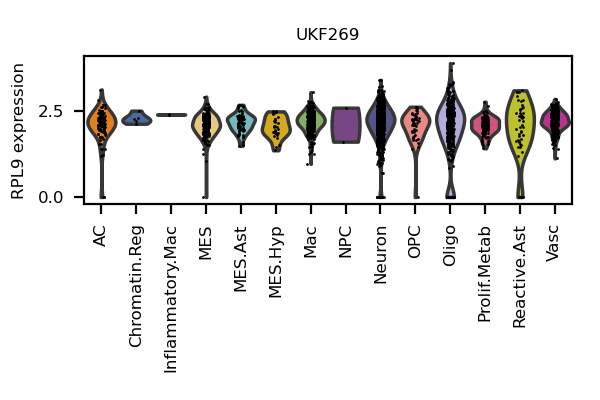 UKF269
RPL9 expression
2.5
0.0
AC
Chromatin.Reg
Inflammatory.Mac
MES
MES.Ast
MES.Hyp
Mac
NPC
Neuron
OPC
Oligo
Prolif.Metab
Reactive.Ast
Vasc